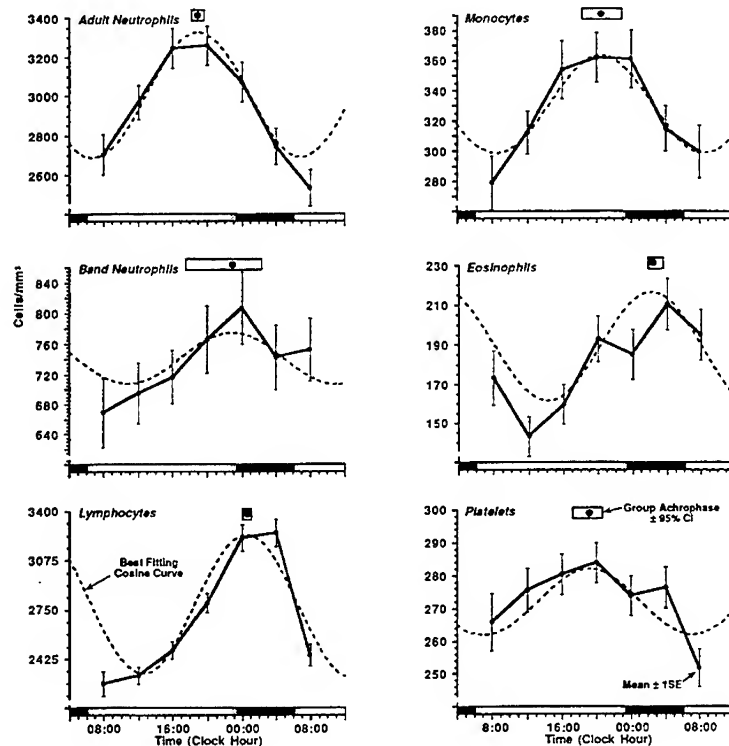 Adult Neutrophils
3400
3200
3000
2800
2600
Monocytes
400
380
360
340
320
300
280
Cells/mm³
Band Neutrophils
840
800
760
720
680
640
Eosinophils
230
210
190
170
150
Lymphocytes
3400
3075
2750
2425
Best Fitting
Cosine Curve
08:00 16:00 00:00 08:00
Time (Clock Hour)
Platelets
300
290
280
270
260
250
Group Achrophase
± 95% CI
Mean ± 1SE
8:00 16:00 00:00 08:00
Time (Clock Hour)